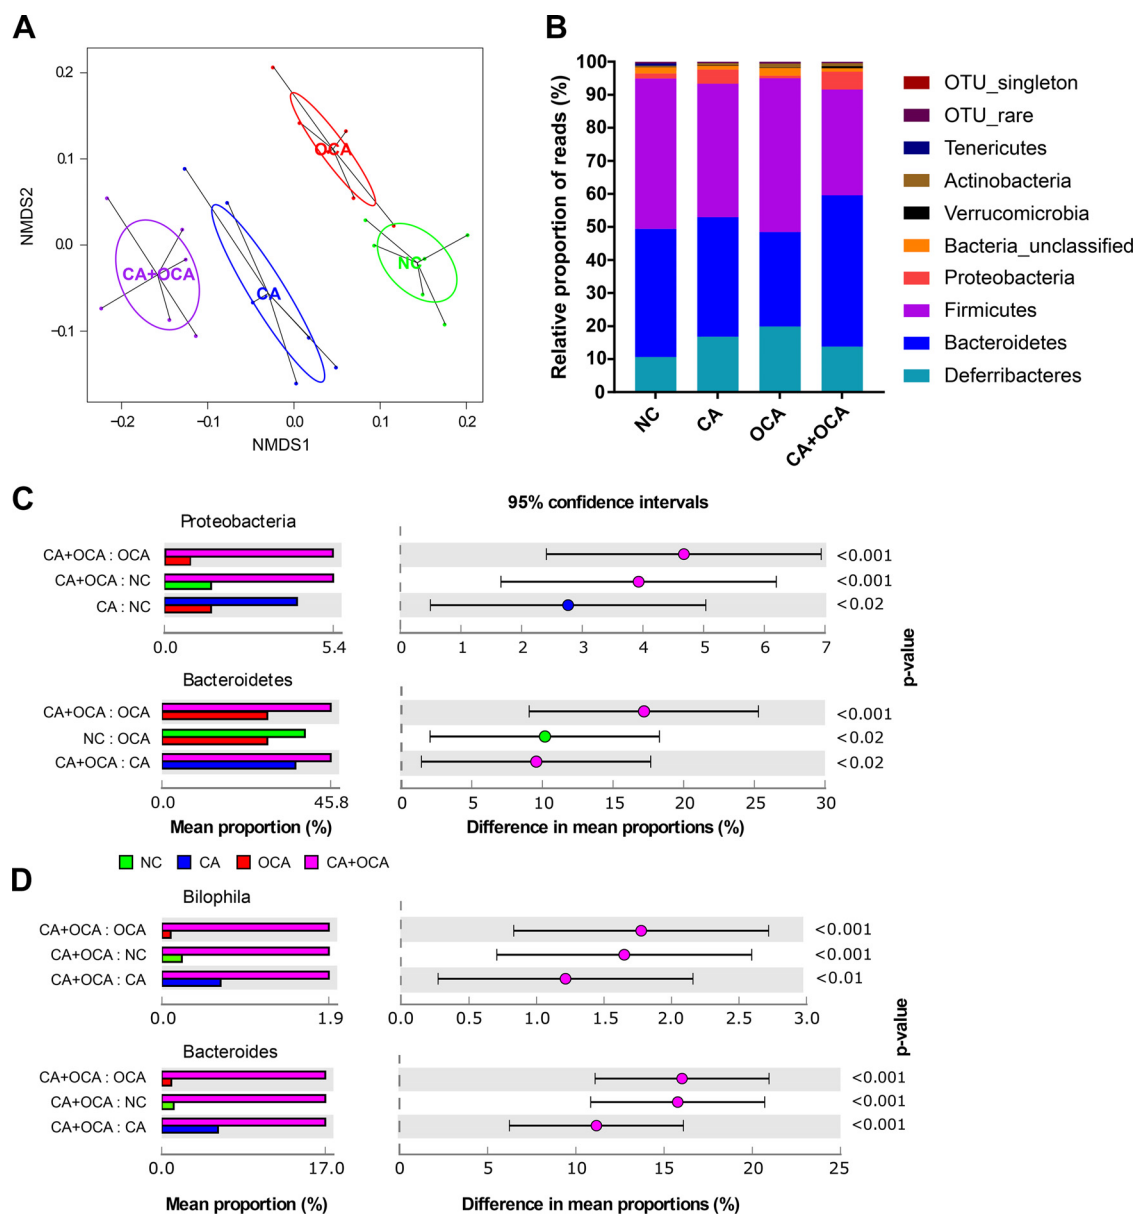 A
0.2
0.1
0.0
−0.1
NMDS2
−0.2
−0.1
0.0
0.1
0.2
NMDS1
OCA
NC
CA
CA+OCA
B
Relative proportion of reads (%)
100
90
80
70
60
50
40
30
20
10
0
NC
CA
OCA
CA+OCA
OTU_singleton
OTU_rare
Tenericutes
Actinobacteria
Verrucomicrobia
Bacteria_unclassified
Proteobacteria
Firmicutes
Bacteroidetes
Deferribacteres
C
95% confidence intervals
Proteobacteria
CA+OCA : OCA
<0.001
CA+OCA : NC
<0.001
CA : NC
<0.02
0.0 5.4
0 1 2 3 4 5 6 7
p-value
Bacteroidetes
CA+OCA : OCA
<0.001
NC : OCA
<0.02
CA+OCA : CA
<0.02
0.0 45.8
0 10 15 20 25 30
Mean proportion (%)
Difference in mean proportions (%)
NC CA OCA CA+OCA
D
Bilophila
CA+OCA : OCA
<0.001
CA+OCA : NC
<0.001
CA+OCA : CA
<0.01
0.0 1.9
0.0 0.5 1.0 1.5 2.0 2.5 3.0
p-value
Bacteroides
CA+OCA : OCA
<0.001
CA+OCA : NC
<0.001
CA+OCA : CA
<0.001
0.0 17.0
0 5 10 15 20 25
Mean proportion (%)
Difference in mean proportions (%)